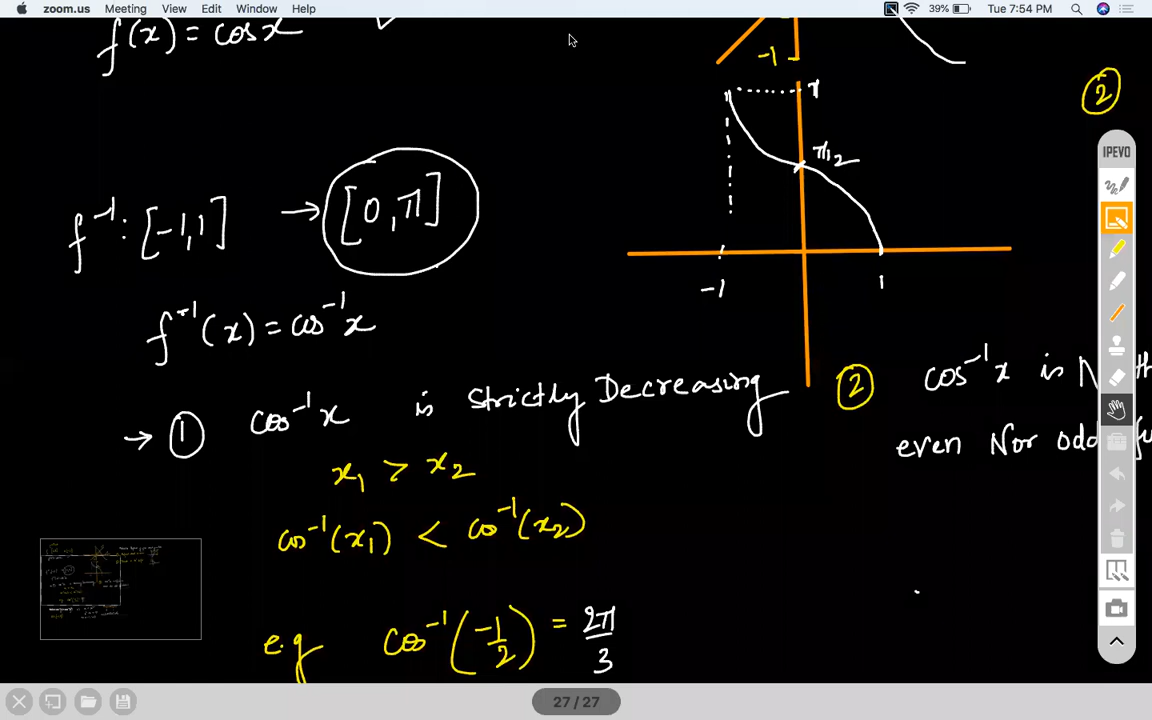 zoom.us Meeting View Edit Window Help 39% Tue 7:54 PM
f(x) = cosx
-1
π
②
π/2
IPEVO
f⁻¹: [-1,1] → [0,π]
-1 1
f⁻¹(x) = cos⁻¹x
→ ① cos⁻¹x is strictly Decreasing
② cos⁻¹x is N
even Nor odd fu
x₁ > x₂
cos⁻¹(x₁) < cos⁻¹(x₂)
e.g cos⁻¹(-1/2) = 2π/3
27 / 27